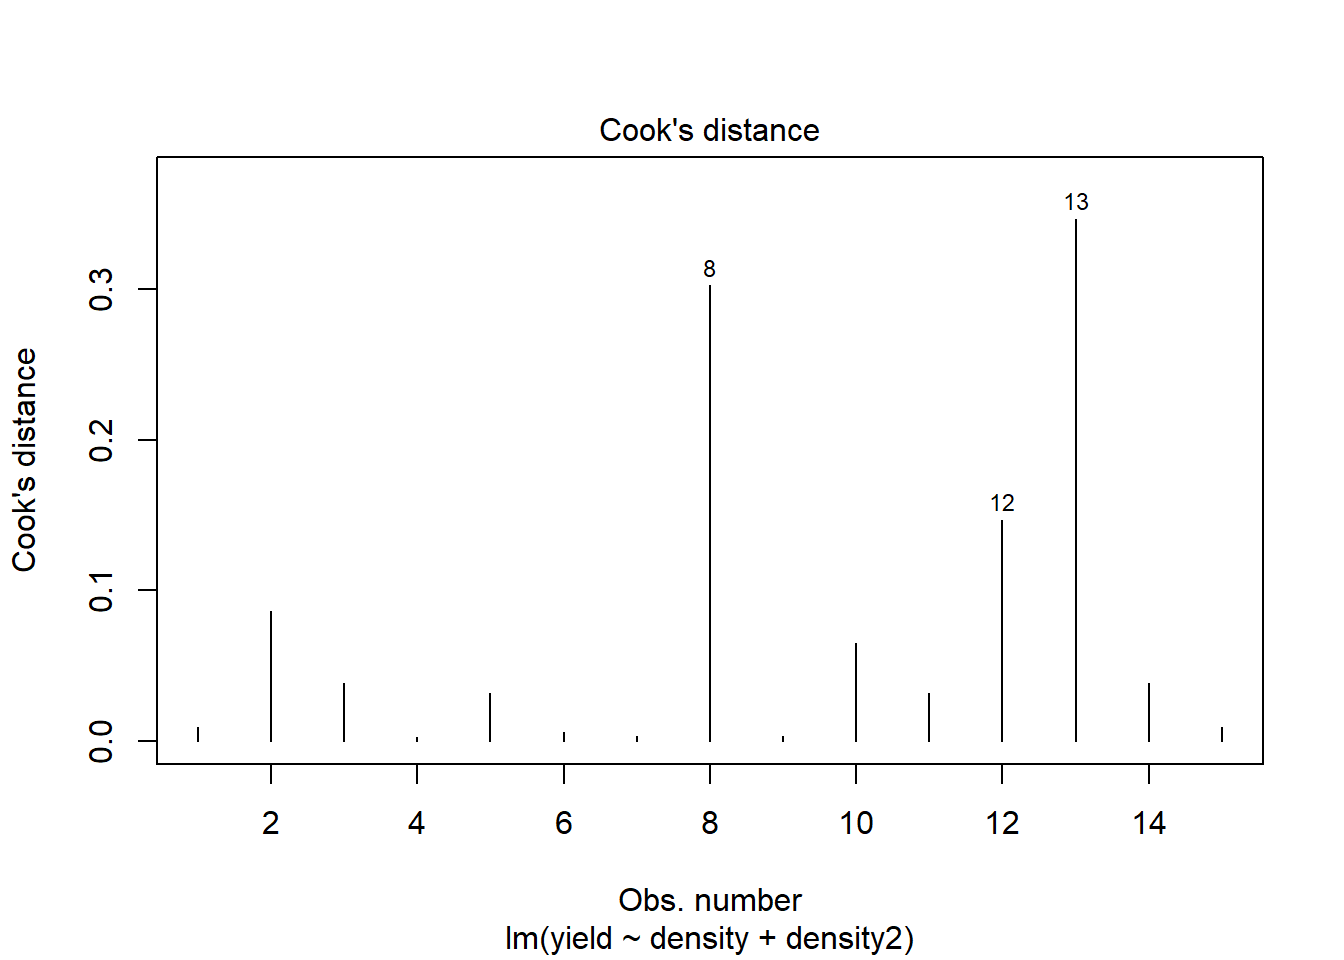 Cook's distance
13
8
12
Cook's distance
0.3
0.2
0.1
0.0
2 4 6 8 10 12 14
Obs. number
lm(yield ~ density + density2)